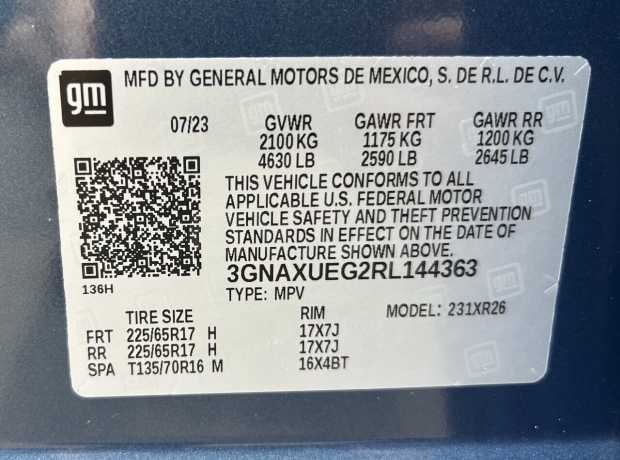 gm
MFD BY GENERAL MOTORS DE MEXICO, S. DE R.L. DE C.V.
07/23 GVWR GAWR FRT GAWR RR
2100 KG 1175 KG 1200 KG
4630 LB 2590 LB 2645 LB
THIS VEHICLE CONFORMS TO ALL
APPLICABLE U.S. FEDERAL MOTOR
VEHICLE SAFETY AND THEFT PREVENTION
STANDARDS IN EFFECT ON THE DATE OF
MANUFACTURE SHOWN ABOVE.
3GNAXUEG2RL144363
136H
TYPE: MPV MODEL: 231XR26
TIRE SIZE RIM
FRT 225/65R17 H 17X7J
RR 225/65R17 H 17X7J
SPA T135/70R16 M 16X4BT